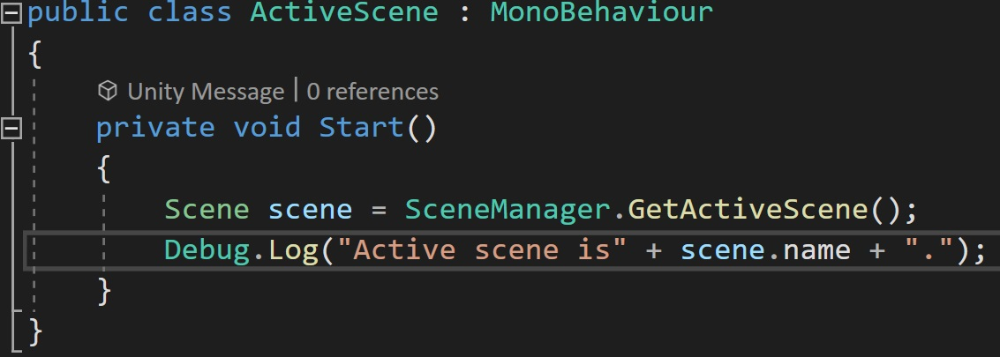 public class ActiveScene : MonoBehaviour
{
Unity Message | 0 references
private void Start()
{
Scene scene = SceneManager.GetActiveScene();
Debug.Log("Active scene is" + scene.name + ".");
}
}